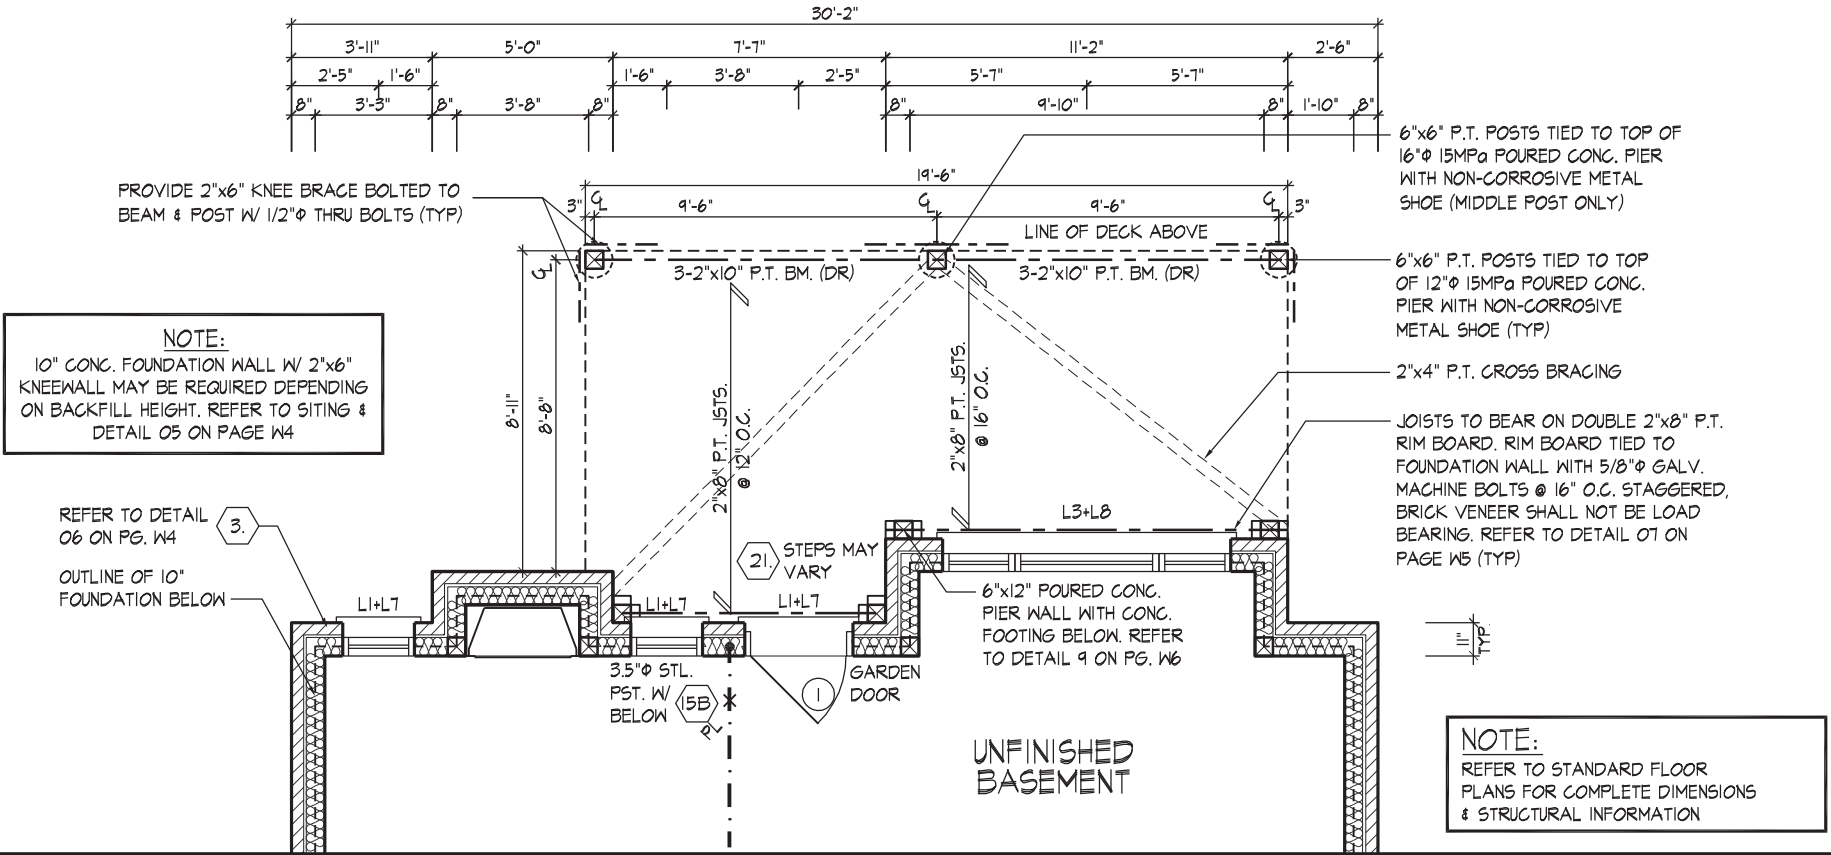 30'-2"
3'-11" 5'-0" 7'-7" 11'-2" 2'-6"
2'-5" 1'-6" 1'-6" 3'-8" 2'-5" 5'-7" 5'-7"
8" 3'-3" 8" 3'-8" 8" 8" 9'-10" 8" 1'-10" 8"
6"x6" P.T. POSTS TIED TO TOP OF
16"Φ 15MPa POURED CONC. PIER
WITH NON-CORROSIVE METAL
SHOE (MIDDLE POST ONLY)
19'-6"
PROVIDE 2"x6" KNEE BRACE BOLTED TO
BEAM & POST W/ 1/2"Φ THRU BOLTS (TYP)
3" CL 9'-6" CL 9'-6" CL 3"
LINE OF DECK ABOVE
3-2"x10" P.T. BM. (DR) 3-2"x10" P.T. BM. (DR)
CL
6"x6" P.T. POSTS TIED TO TOP
OF 12"Φ 15MPa POURED CONC.
PIER WITH NON-CORROSIVE
METAL SHOE (TYP)
NOTE:
10" CONC. FOUNDATION WALL W/ 2"x6"
KNEEWALL MAY BE REQUIRED DEPENDING
ON BACKFILL HEIGHT. REFER TO SITING &
DETAIL 05 ON PAGE W4
8'-11"
8'-8"
2"x8" P.T. JSTS.
@ 12" O.C.
2"x8" P.T. JSTS.
@ 16" O.C.
2"x4" P.T. CROSS BRACING
JOISTS TO BEAR ON DOUBLE 2"x8" P.T.
RIM BOARD. RIM BOARD TIED TO
FOUNDATION WALL WITH 5/8"Φ GALV.
MACHINE BOLTS @ 16" O.C. STAGGERED,
BRICK VENEER SHALL NOT BE LOAD
BEARING. REFER TO DETAIL 07 ON
PAGE W5 (TYP)
REFER TO DETAIL
06 ON PG. W4
3.
OUTLINE OF 10"
FOUNDATION BELOW
L3+L8
21.
STEPS MAY
VARY
L1+L7 L1+L7 L1+L7
6"x12" POURED CONC.
PIER WALL WITH CONC.
FOOTING BELOW. REFER
TO DETAIL 9 ON PG. W6
11"
TYP.
3.5"Φ STL.
PST. W/
BELOW
15B
PL
1
GARDEN
DOOR
UNFINISHED
BASEMENT
NOTE:
REFER TO STANDARD FLOOR
PLANS FOR COMPLETE DIMENSIONS
& STRUCTURAL INFORMATION